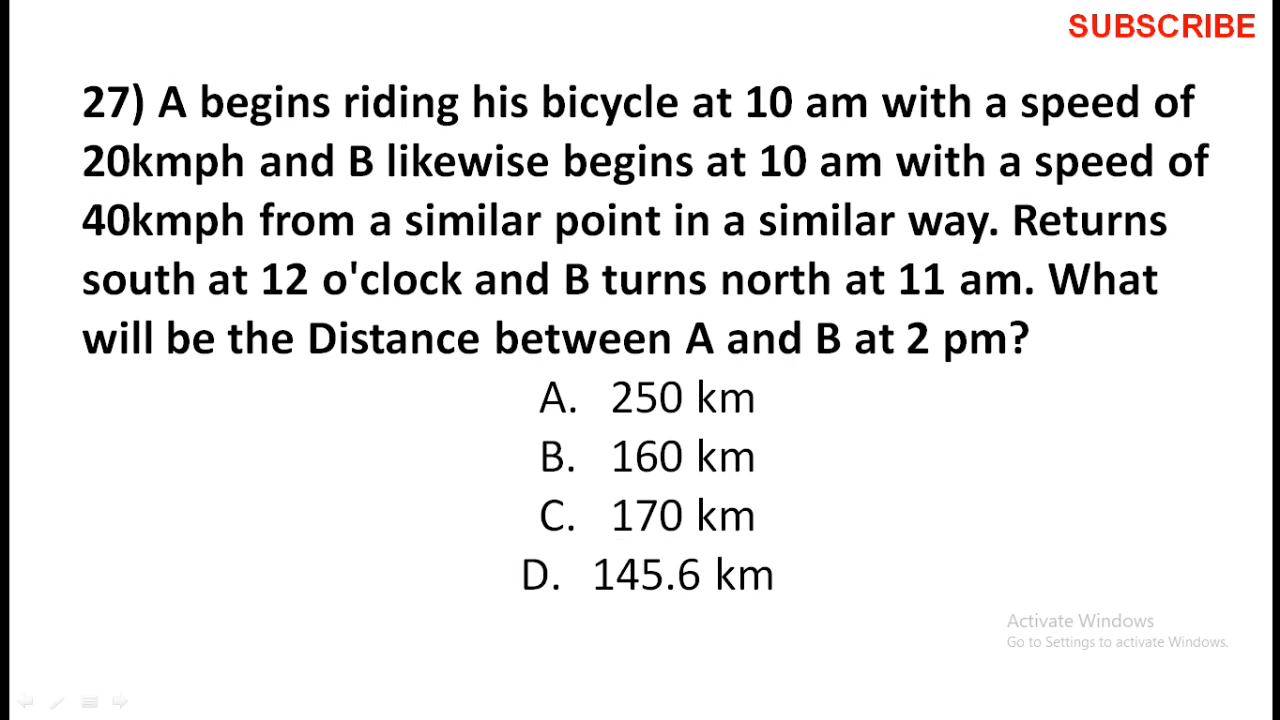 SUBSCRIBE
27) A begins riding his bicycle at 10 am with a speed of
20kmph and B likewise begins at 10 am with a speed of
40kmph from a similar point in a similar way. Returns
south at 12 o'clock and B turns north at 11 am. What
will be the Distance between A and B at 2 pm?
A. 250 km
B. 160 km
C. 170 km
D. 145.6 km
Activate Windows
Go to Settings to activate Windows.